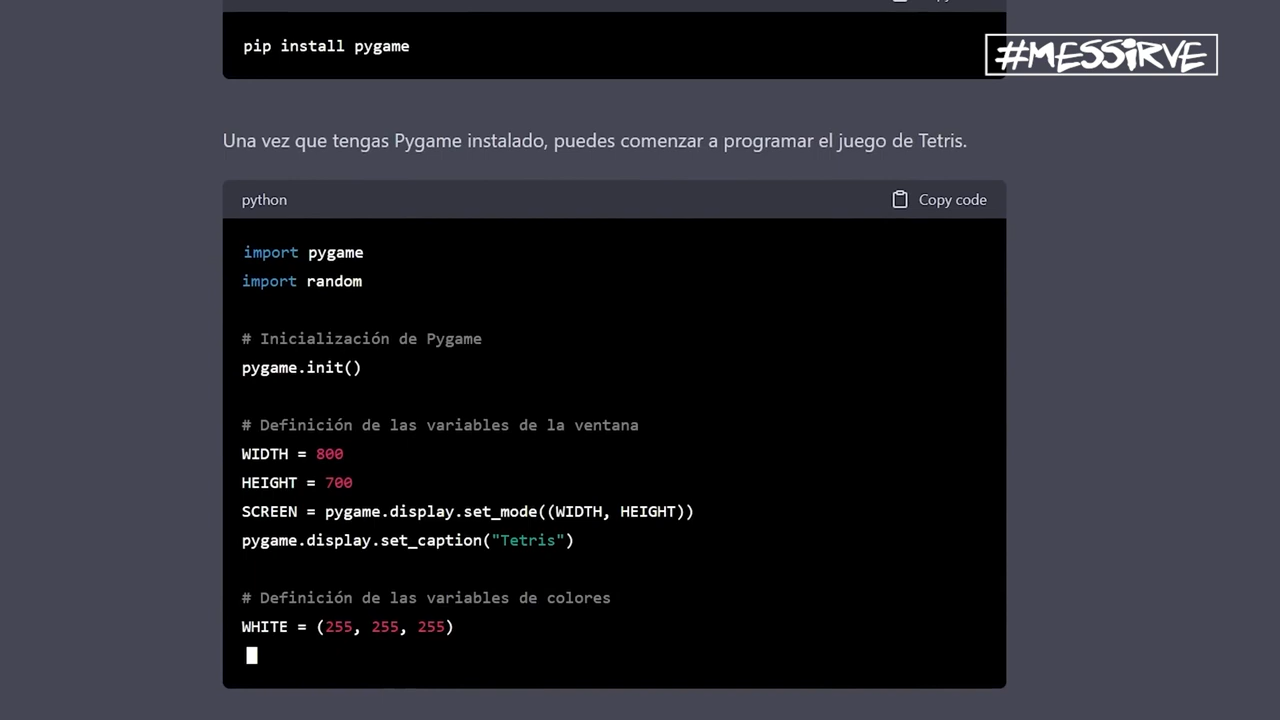 pip install pygame
#MESSiRVE
Una vez que tengas Pygame instalado, puedes comenzar a programar el juego de Tetris.
python
Copy code
import pygame
import random
# Inicialización de Pygame
pygame.init()
# Definición de las variables de la ventana
WIDTH = 800
HEIGHT = 700
SCREEN = pygame.display.set_mode((WIDTH, HEIGHT))
pygame.display.set_caption("Tetris")
# Definición de las variables de colores
WHITE = (255, 255, 255)